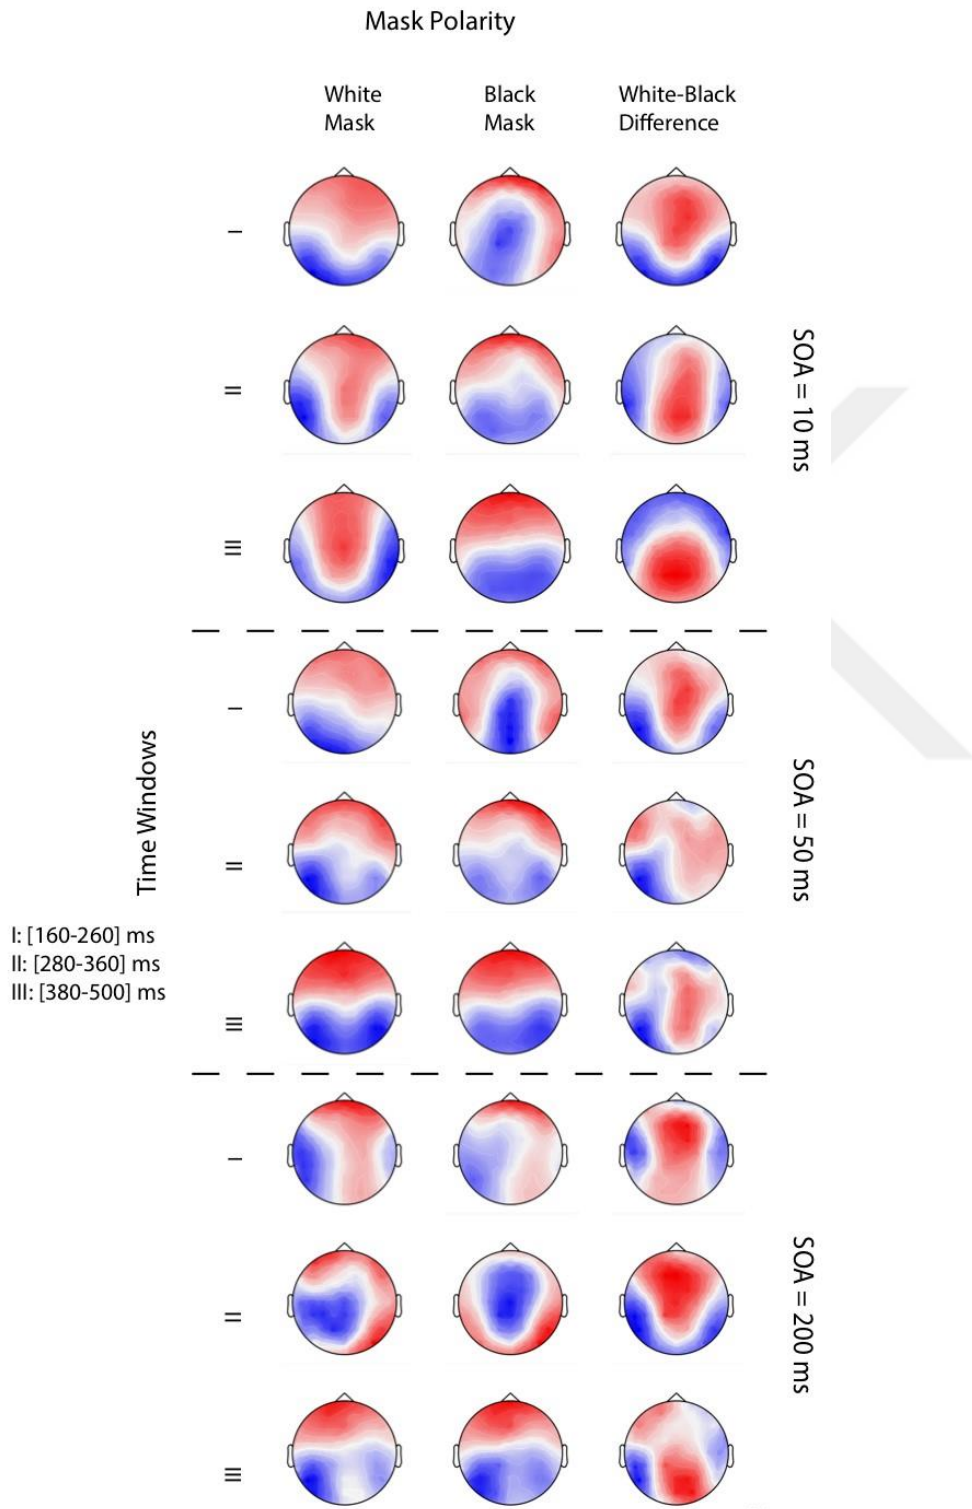 Mask Polarity
White
Mask
Black
Mask
White-Black
Difference
I
II
III
SOA = 10 ms
I
II
III
SOA = 50 ms
Time Windows
I: [160-260] ms
II: [280-360] ms
III: [380-500] ms
I
II
III
SOA = 200 ms